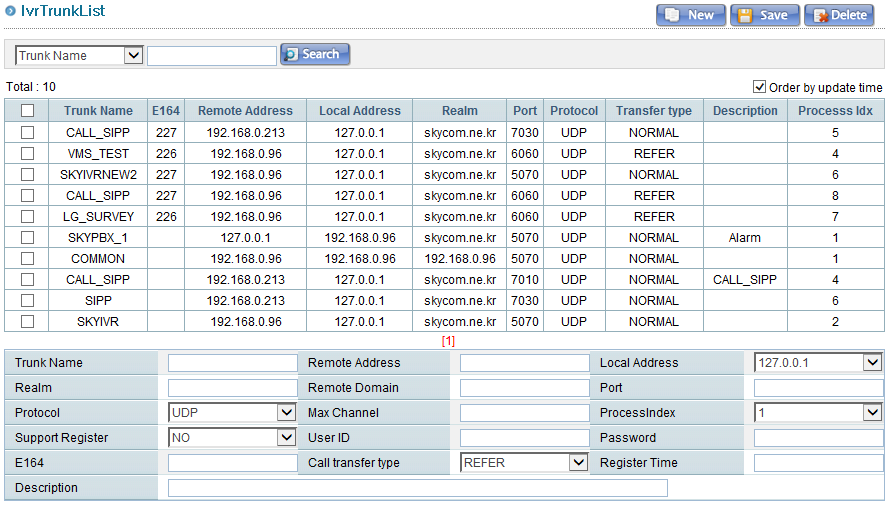 IvrTrunkList
New Save Delete
Trunk Name Search
Total : 10 Order by update time
Trunk Name E164 Remote Address Local Address Realm Port Protocol Transfer type Description Processs Idx
CALL_SIPP 227 192.168.0.213 127.0.0.1 skycom.ne.kr 7030 UDP NORMAL 5
VMS_TEST 226 192.168.0.96 127.0.0.1 skycom.ne.kr 6060 UDP REFER 4
SKYIVRNEW2 227 192.168.0.96 127.0.0.1 skycom.ne.kr 5070 UDP NORMAL 6
CALL_SIPP 227 192.168.0.96 127.0.0.1 skycom.ne.kr 6060 UDP REFER 8
LG_SURVEY 226 192.168.0.96 127.0.0.1 skycom.ne.kr 6060 UDP REFER 7
SKYPBX_1 127.0.0.1 192.168.0.96 skycom.ne.kr 5070 UDP NORMAL Alarm 1
COMMON 192.168.0.96 192.168.0.96 192.168.0.96 5070 UDP NORMAL 1
CALL_SIPP 192.168.0.213 127.0.0.1 skycom.ne.kr 7010 UDP NORMAL CALL_SIPP 4
SIPP 192.168.0.213 127.0.0.1 skycom.ne.kr 7030 UDP NORMAL 6
SKYIVR 192.168.0.96 127.0.0.1 skycom.ne.kr 5070 UDP NORMAL 2
[1]
Trunk Name Remote Address Local Address 127.0.0.1
Realm Remote Domain Port
Protocol UDP Max Channel ProcessIndex 1
Support Register NO User ID Password
E164 Call transfer type REFER Register Time
Description